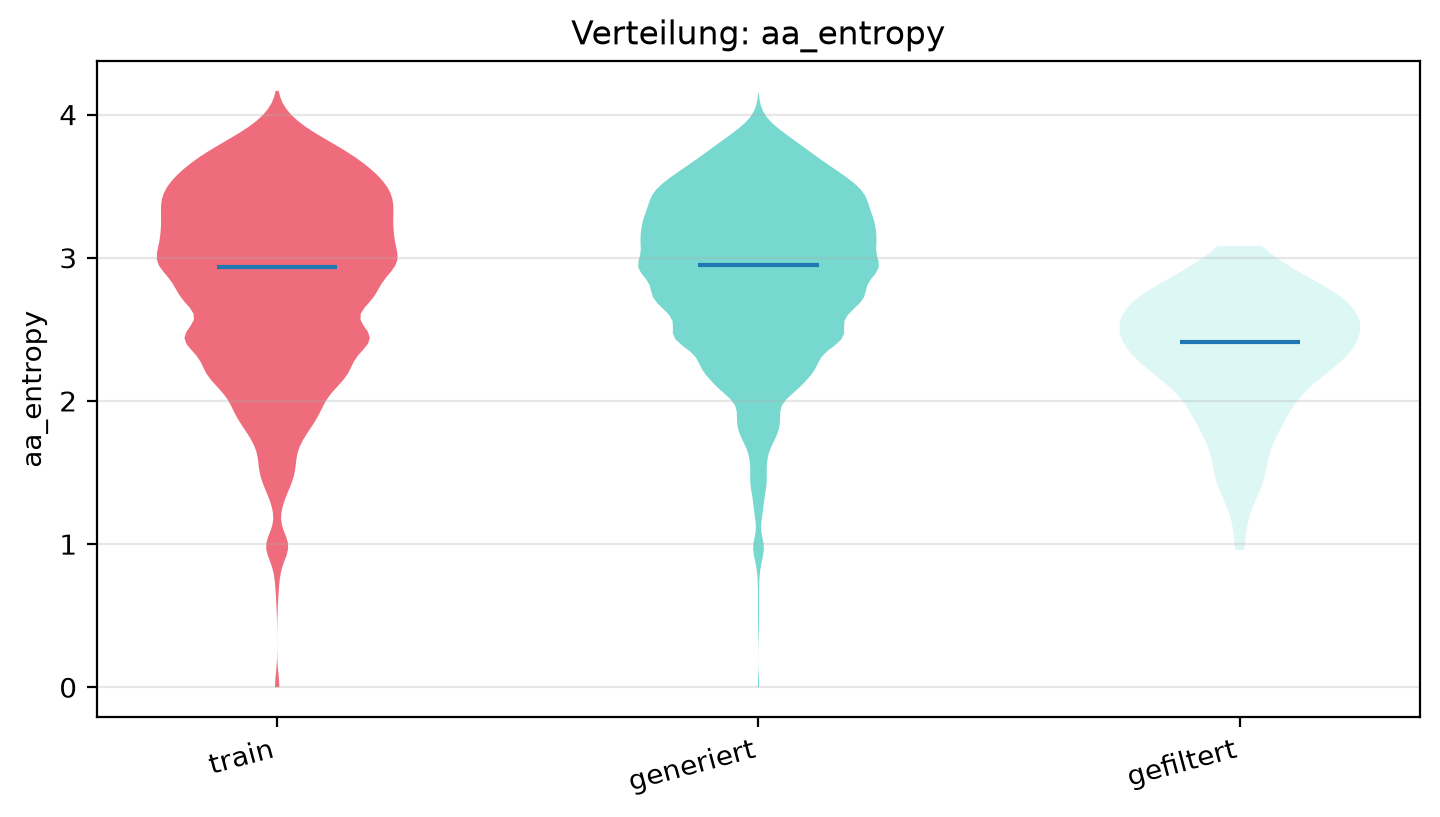 Verteilung: aa_entropy
aa_entropy
4
3
2
1
0
train
generiert
gefiltert